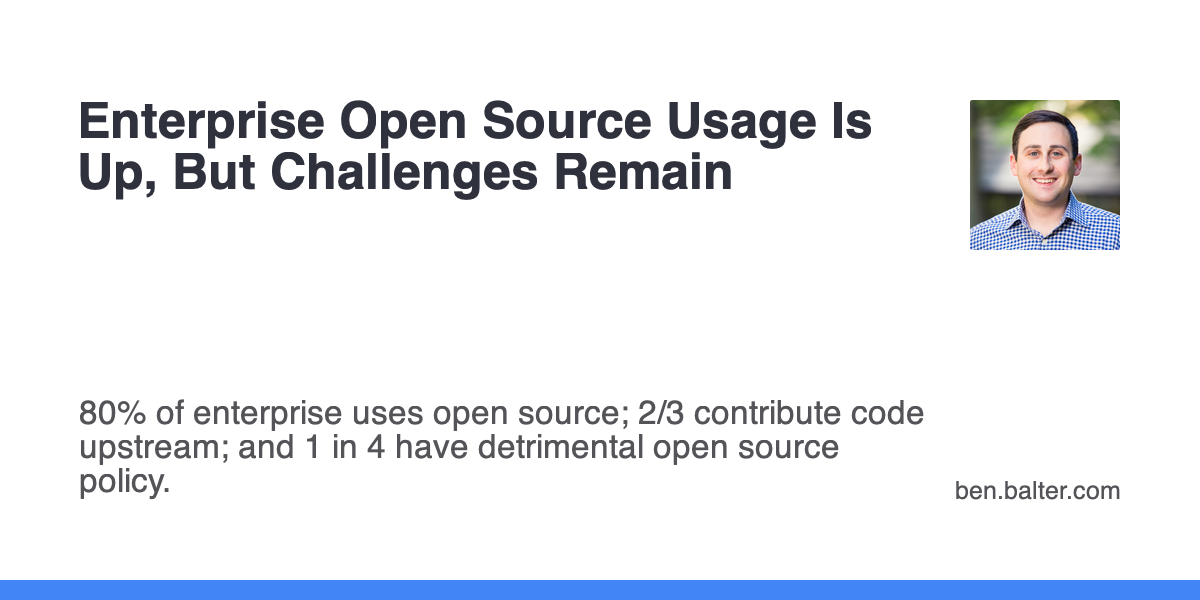 Enterprise Open Source Usage Is
Up, But Challenges Remain
80% of enterprise uses open source; 2/3 contribute code
upstream; and 1 in 4 have detrimental open source
policy.
ben.balter.com